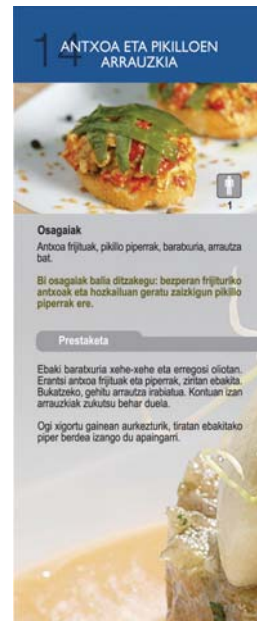 14
ANTXOA ETA PIKILLOEN
ARRAUZKIA
1
Osagaiak
Antxoa frijituak, pikillo piperrak, baratxuria, arrautza
bat.
Bi osagaiak balia ditzakegu: bezperan frijituriko
antxoak eta hozkailuan geratu zaizkigun pikillo
piperrak ere.
Prestaketa
Ebaki baratxuria xehe-xehe eta erregosi oliotan.
Erantsi antxoa frijituak eta piperrak, ziritan ebakita.
Bukatzeko, gehitu arrautza irabiatua. Kontuan izan
arrauzkiak zukutsu behar duela.
Ogi xigortu gainean aurkezturik, tiratan ebakitako
piper berdea izango du apaingarri.